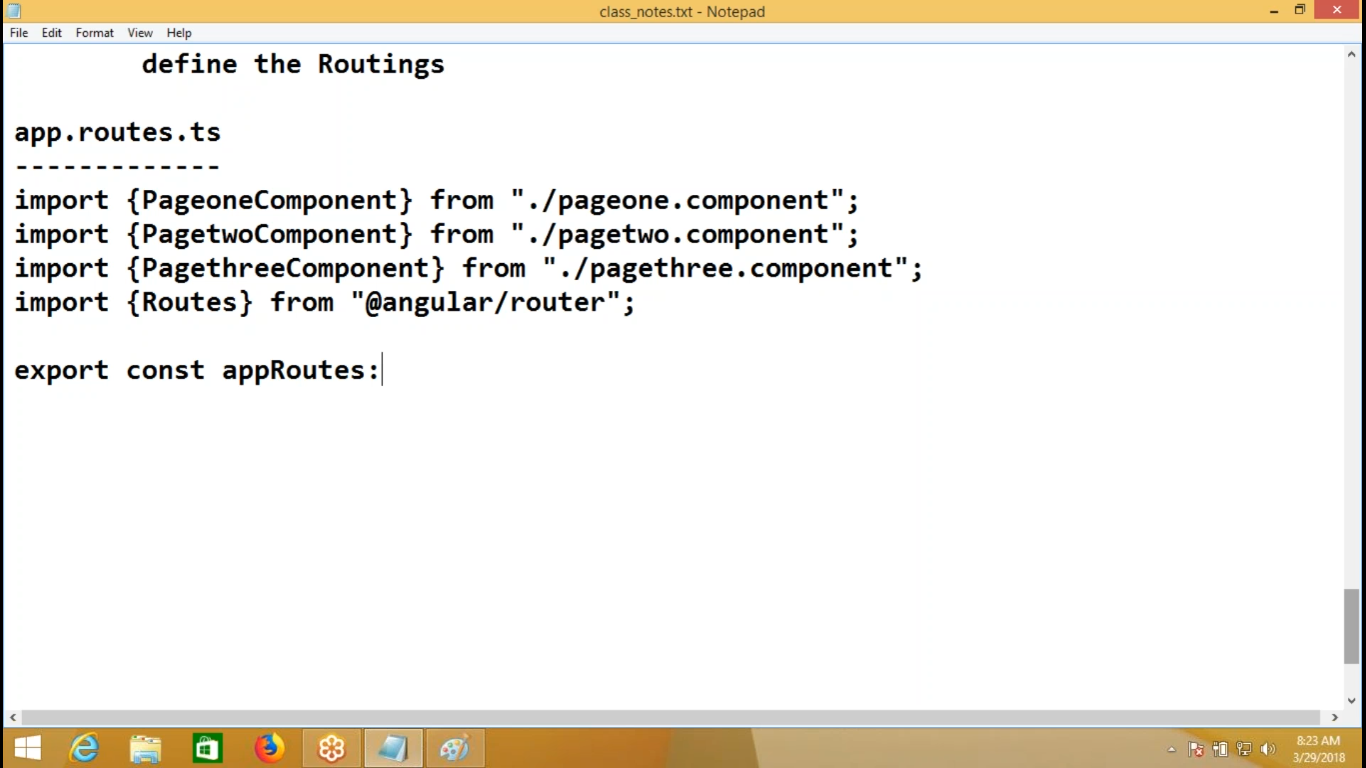 class_notes.txt - Notepad
File Edit Format View Help
define the Routings
app.routes.ts
-------------
import {PageoneComponent} from "./pageone.component";
import {PagetwoComponent} from "./pagetwo.component";
import {PagethreeComponent} from "./pagethree.component";
import {Routes} from "@angular/router";
export const appRoutes:
8:23 AM
3/29/2018